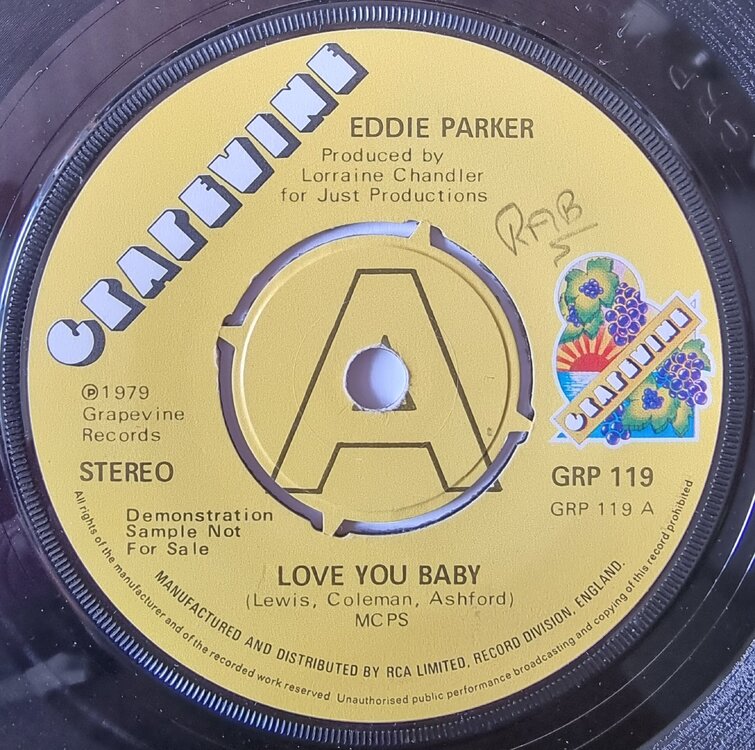 GRAPEVINE
EDDIE PARKER
Produced by
Lorraine Chandler
for Just Productions
RAB
GRAPEVINE
A
℗1979
Grapevine
Records
STEREO
GRP 119
GRP 119 A
Demonstration
Sample Not
For Sale
LOVE YOU BABY
(Lewis, Coleman, Ashford)
MCPS
MANUFACTURED AND DISTRIBUTED BY RCA LIMITED. RECORD DIVISION, ENGLAND.
All rights of the manufacturer and of the recorded work reserved Unauthorised public performance broadcasting and copying of this record prohibited